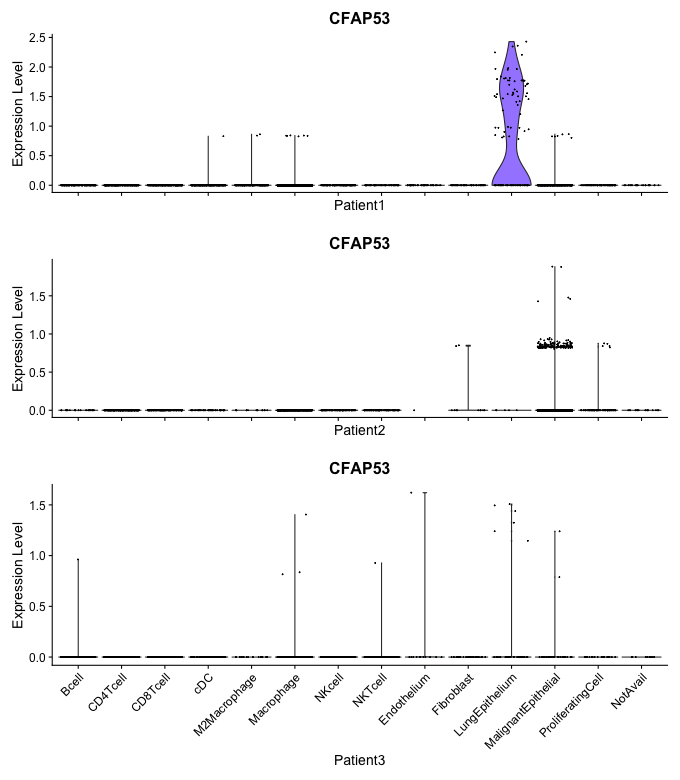 CFAP53
Expression Level
2.5
2.0
1.5
1.0
0.5
0.0
Patient1
CFAP53
Expression Level
1.5
1.0
0.5
0.0
Patient2
CFAP53
Expression Level
1.5
1.0
0.5
0.0
Bcell
CD4Tcell
CD8Tcell
cDC
M2Macrophage
Macrophage
NKcell
NKTcell
Endothelium
Fibroblast
LungEpithelium
MalignantEpithelial
ProliferatingCell
NotAvail
Patient3